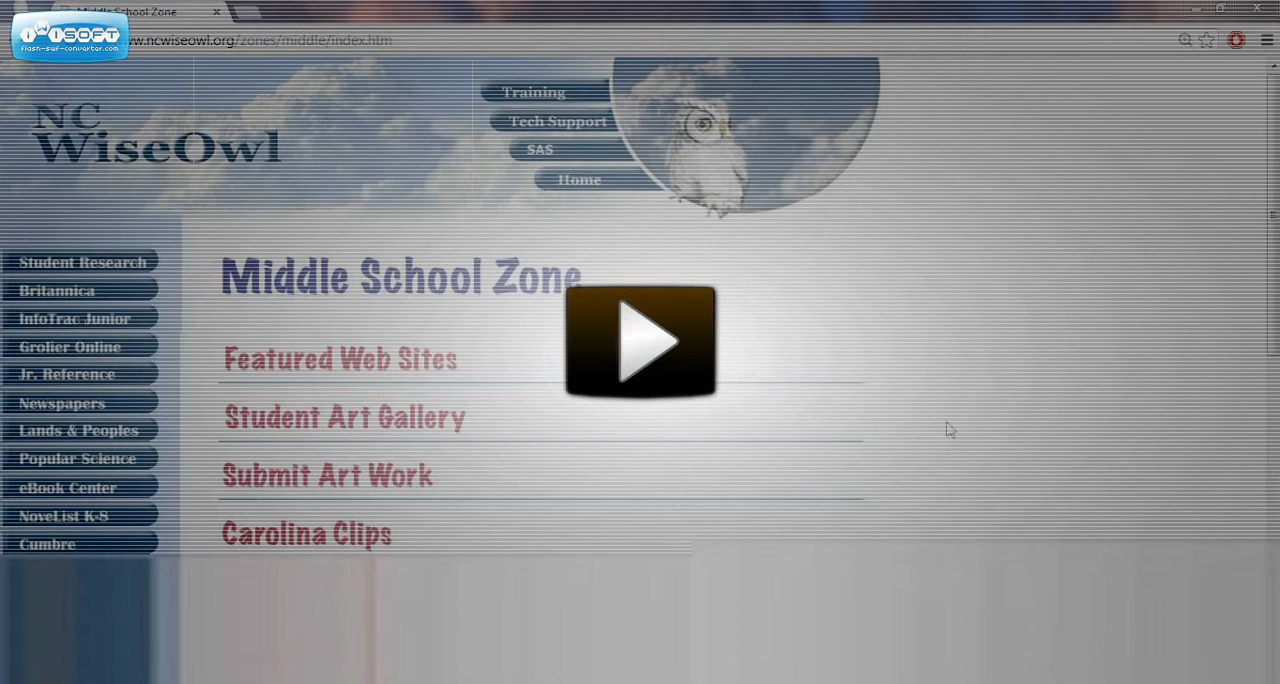 Middle School Zone
iWiSOFT
flash-swf-converter.com
ww.ncwiseowl.org/zones/middle/index.htm
NC
WiseOwl
Training
Tech Support
SAS
Home
Student Research
Britannica
InfoTrac Junior
Grolier Online
Jr. Reference
Newspapers
Lands & Peoples
Popular Science
eBook Center
NoveList K-8
Cumbre
Middle School Zone
Featured Web Sites
Student Art Gallery
Submit Art Work
Carolina Clips